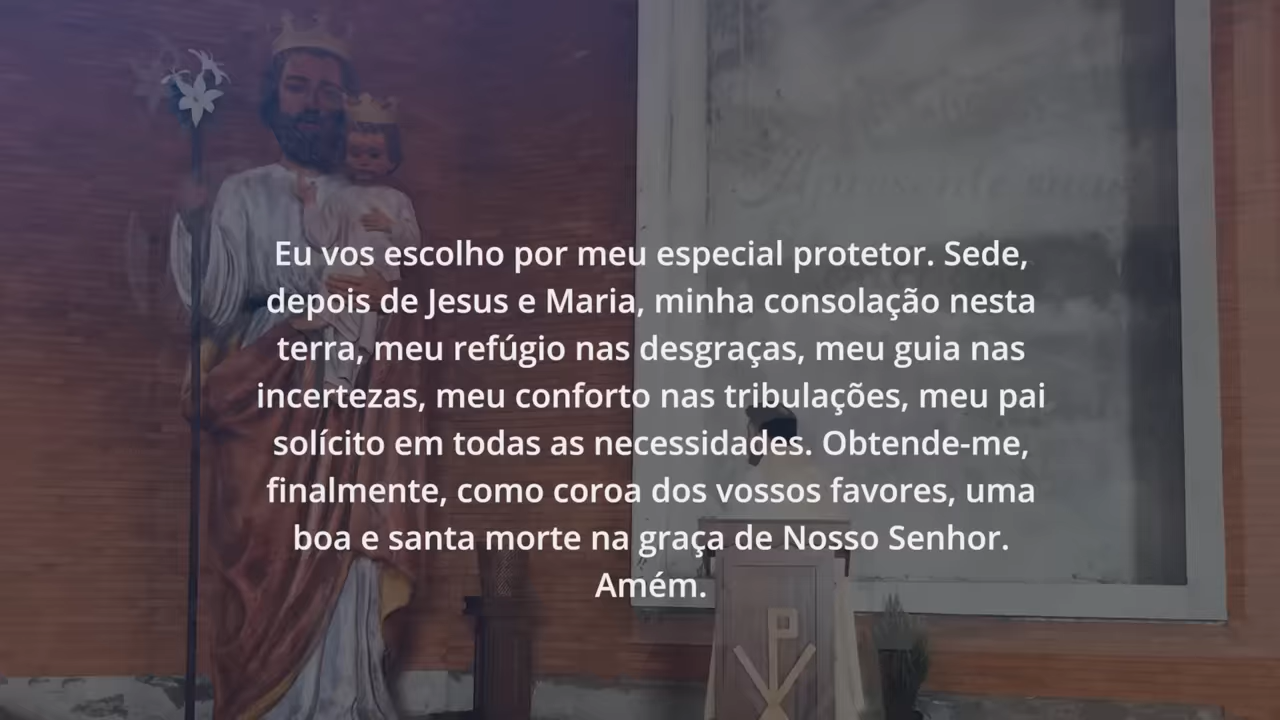 Eu vos escolho por meu especial protetor. Sede,
depois de Jesus e Maria, minha consolação nesta
terra, meu refúgio nas desgraças, meu guia nas
incertezas, meu conforto nas tribulações, meu pai
solícito em todas as necessidades. Obtende-me,
finalmente, como coroa dos vossos favores, uma
boa e santa morte na graça de Nosso Senhor.
Amém.